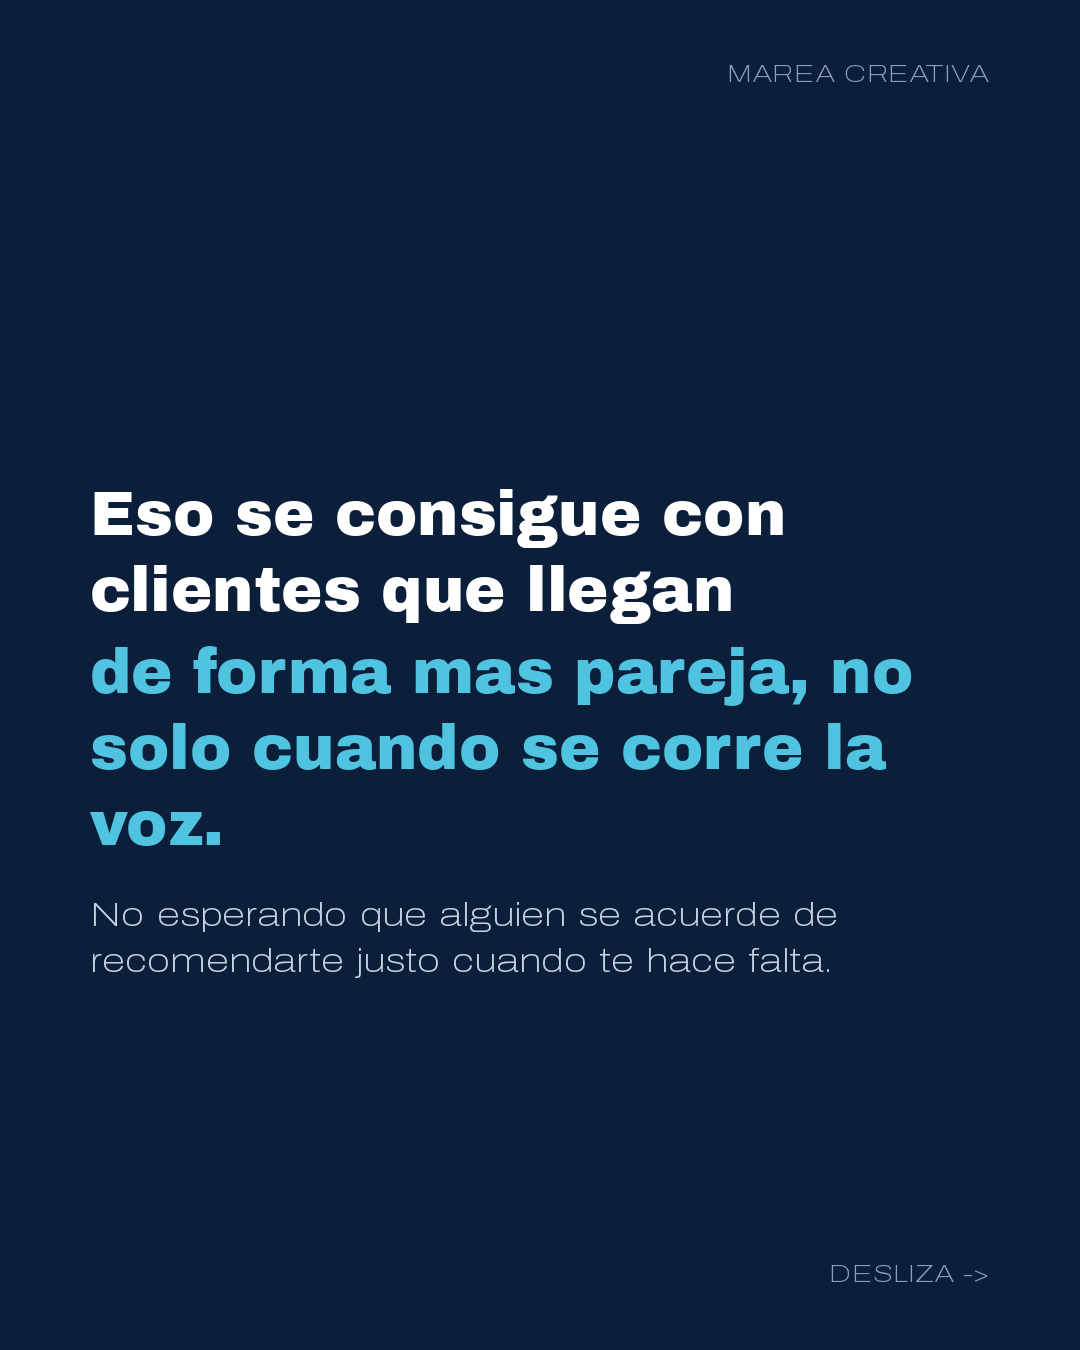 MAREA CREATIVA
Eso se consigue con
clientes que llegan
de forma mas pareja, no
solo cuando se corre la
voz.
No esperando que alguien se acuerde de
recomendarte justo cuando te hace falta.
DESLIZA ->